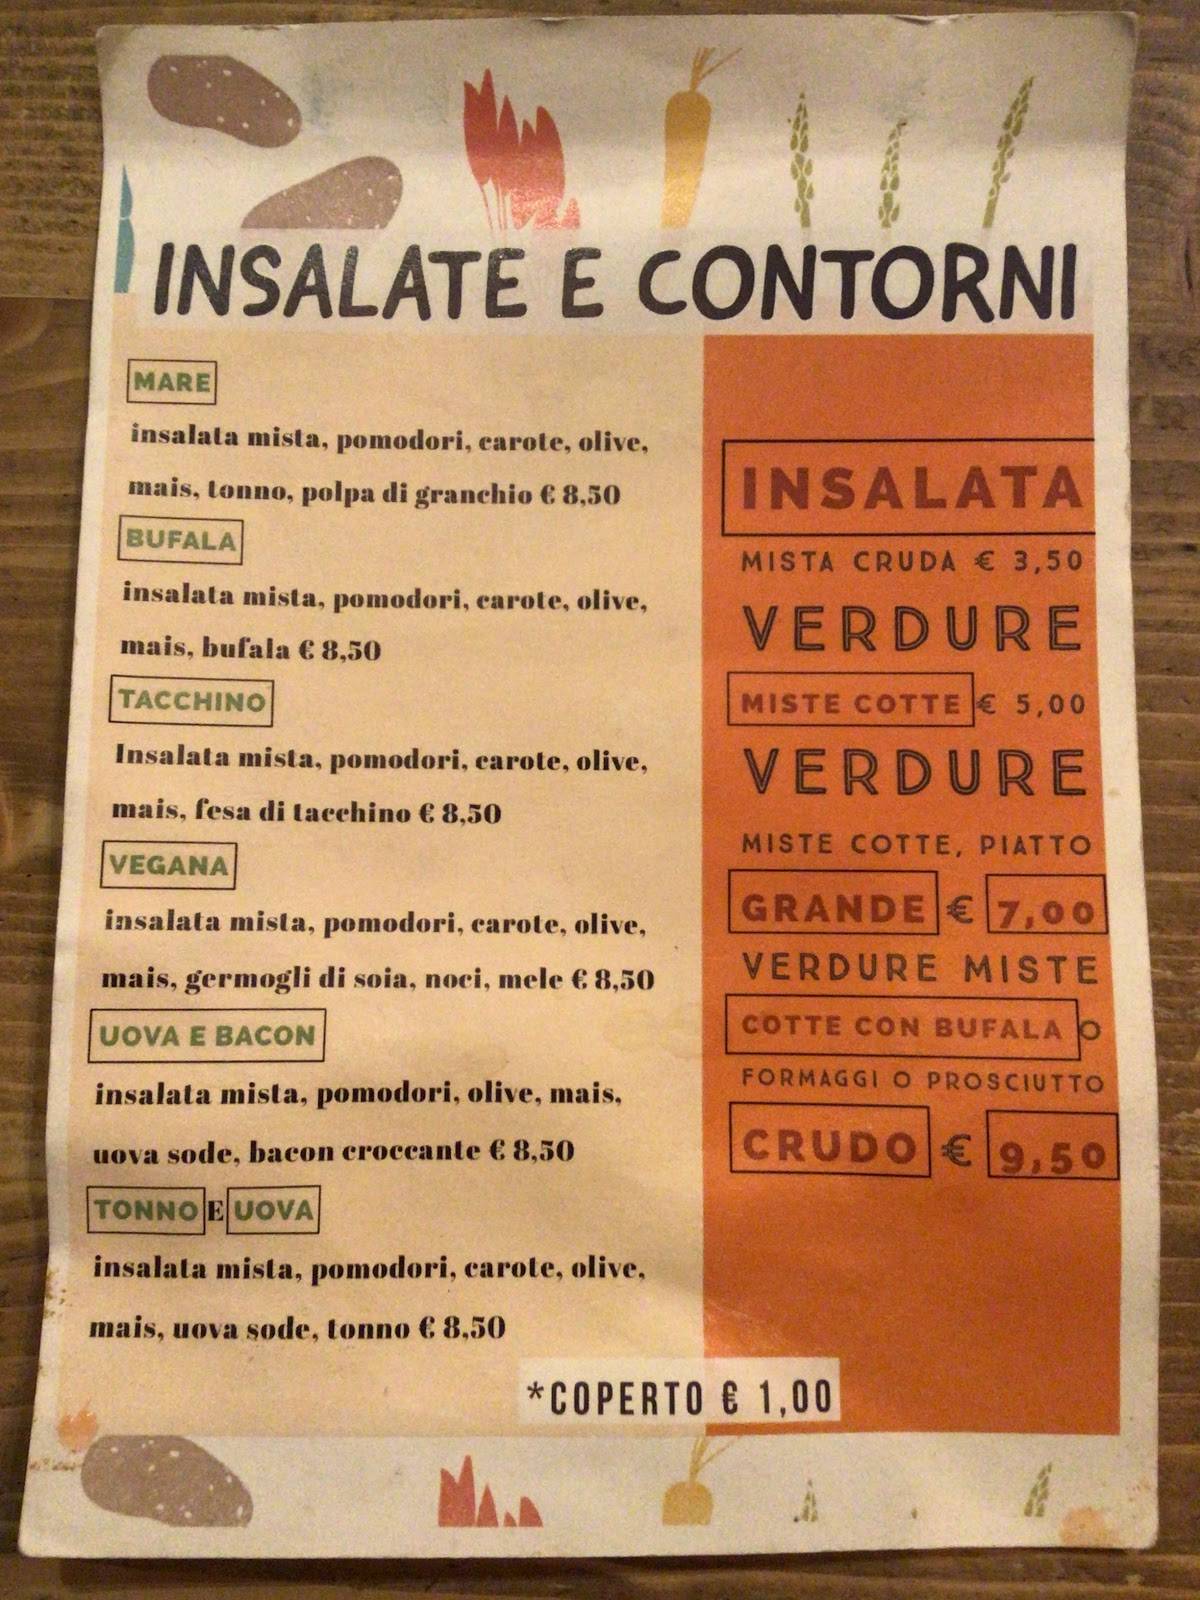 INSALATE E CONTORNI
MARE
insalata mista, pomodori, carote, olive,
mais, tonno, polpa di granchio € 8,50
BUFALA
insalata mista, pomodori, carote, olive,
mais, bufala € 8,50
TACCHINO
Insalata mista, pomodori, carote, olive,
mais, fesa di tacchino € 8,50
VEGANA
insalata mista, pomodori, carote, olive,
mais, germogli di soia, noci, mele € 8,50
UOVA E BACON
insalata mista, pomodori, olive, mais,
uova sode, bacon croccante € 8,50
TONNO E UOVA
insalata mista, pomodori, carote, olive,
mais, uova sode, tonno € 8,50
INSALATA
MISTA CRUDA € 3,50
VERDURE
MISTE COTTE € 5,00
VERDURE
MISTE COTTE, PIATTO
GRANDE € 7,00
VERDURE MISTE
COTTE CON BUFALA O
FORMAGGI O PROSCIUTTO
CRUDO € 9,50
*COPERTO € 1,00